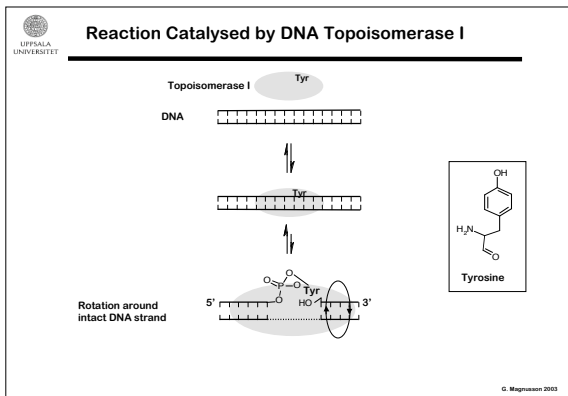 UPPSALA
UNIVERSITET
Reaction Catalysed by DNA Topoisomerase I
Topoisomerase I
Tyr
DNA
Tyr
OH
H₂N
O
Tyrosine
O
O
P
O
Tyr
O
HO
5'
3'
Rotation around
intact DNA strand
G. Magnusson 2003